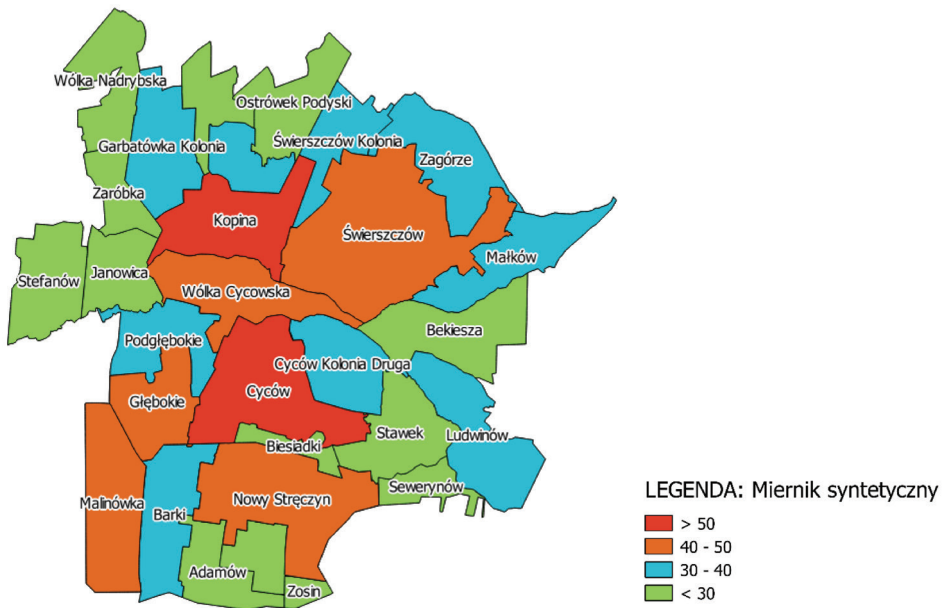 Wólka Nadrybska
Ostrówek Podyski
Garbatówka Kolonia
Świerszczów Kolonia
Zagórze
Zaróbka
Kopina
Świerszczów
Małków
Stefanów
Janowica
Wólka Cycowska
Bekiesza
Podgłębokie
Cyców Kolonia Druga
Cyców
Głębokie
Stawek
Ludwinów
Biesiadki
Sewerynów
Malinówka
Barki
Nowy Stręczyn
Adamów
Zosin
LEGENDA: Miernik syntetyczny
> 50
40 - 50
30 - 40
< 30